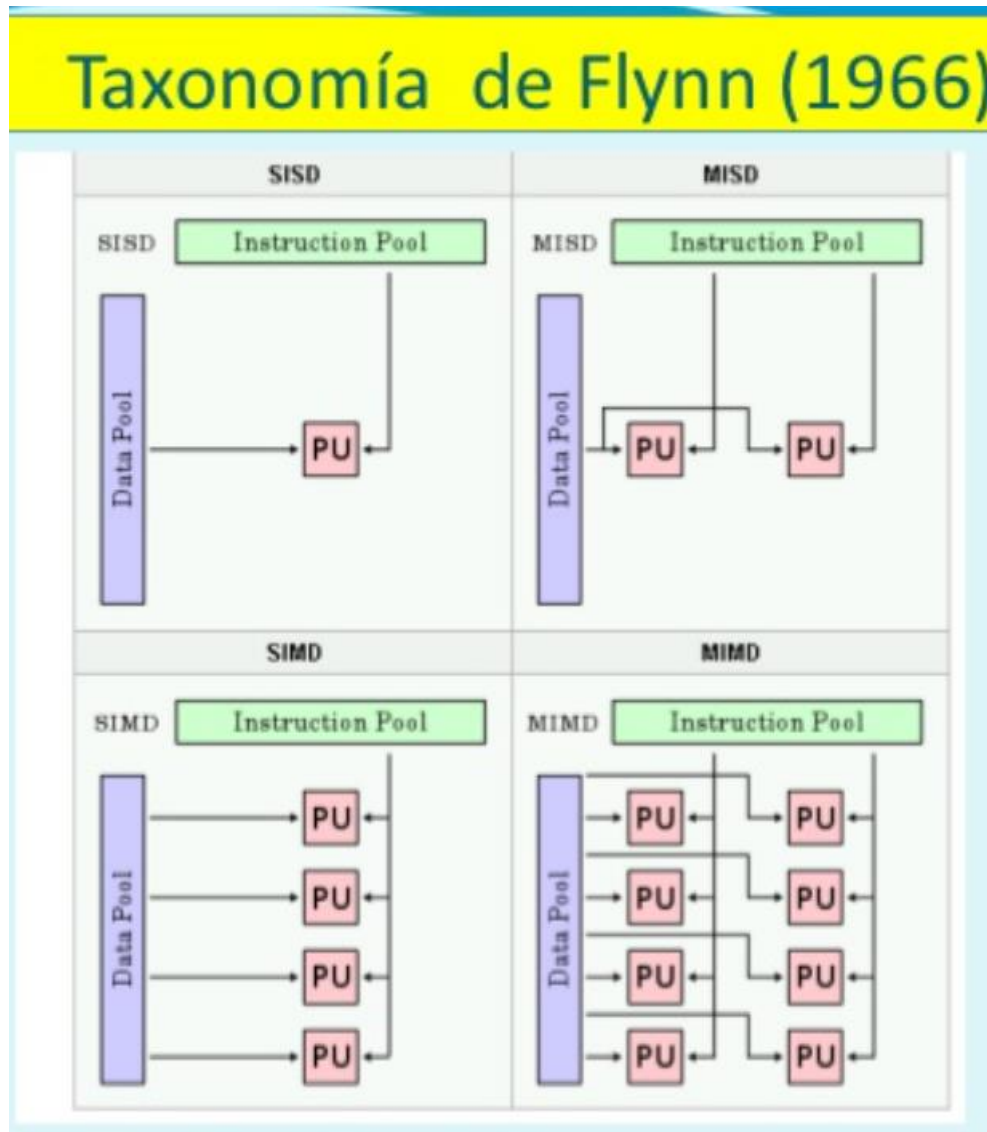 Taxonomía de Flynn (1966)
SISD
MISD
SISD
Instruction Pool
MISD
Instruction Pool
Data Pool
PU
Data Pool
PU
PU
SIMD
MIMD
SIMD
Instruction Pool
MIMD
Instruction Pool
Data Pool
PU
PU
PU
PU
Data Pool
PU
PU
PU
PU
PU
PU
PU
PU